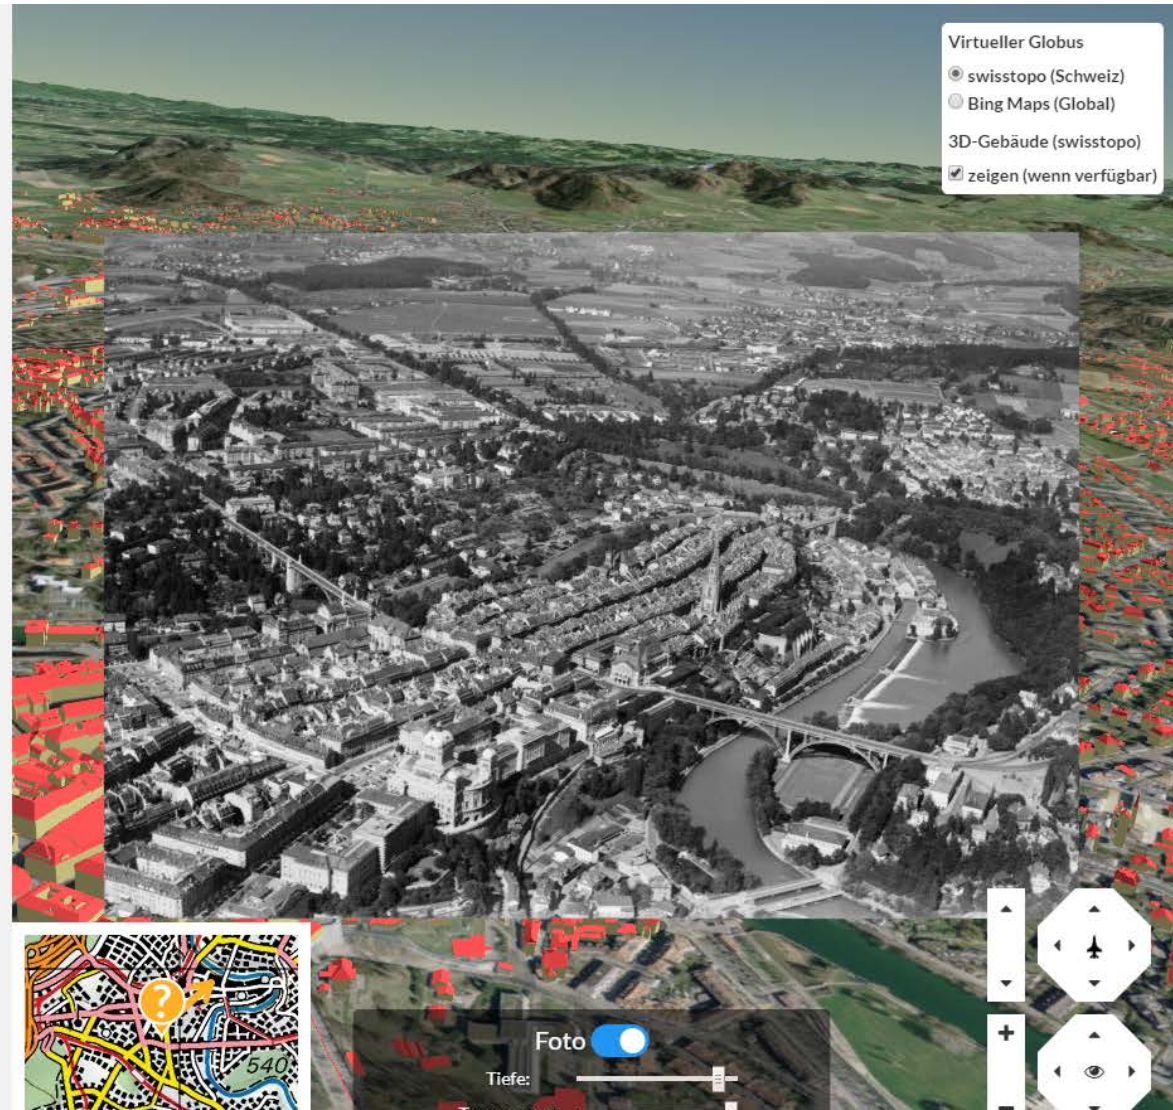 Virtueller Globus
swisstopo (Schweiz)
Bing Maps (Global)
3D-Gebäude (swisstopo)
zeigen (wenn verfügbar)
?
540
Foto
Tiefe: